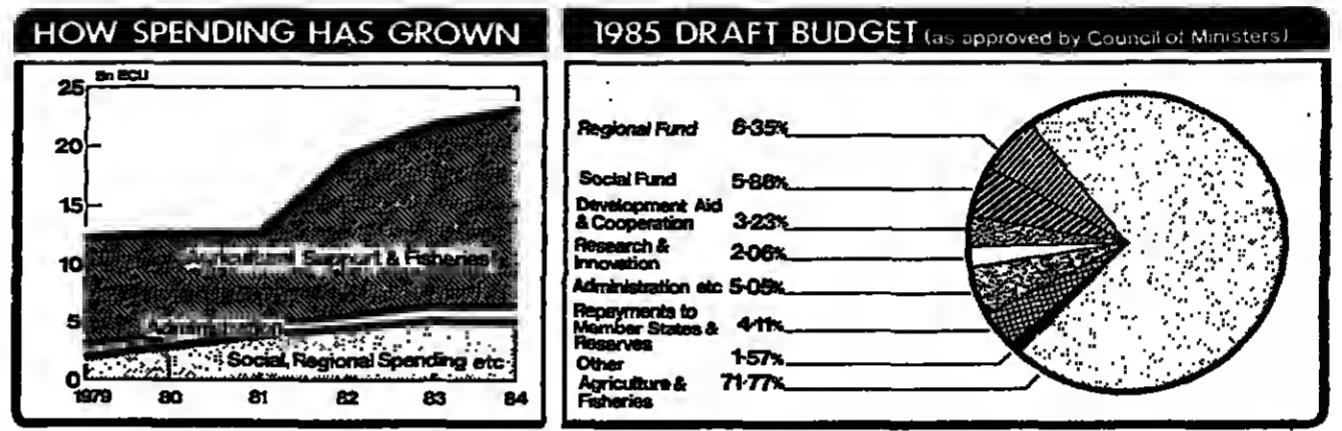 HOW SPENDING HAS GROWN
Bn ECU
25
20
15
10
5
0
Agricultural Support & Fisheries
Administration
Social, Regional Spending etc
1979 80 81 82 83 84
1985 DRAFT BUDGET (as approved by Council of Ministers)
Regional Fund 6·35%
Social Fund 5·86%
Development Aid
& Cooperation 3·23%
Research &
Innovation 2·06%
Administration etc 5·05%
Repayments to
Member States & 4·11%
Reserves
Other 1·57%
Agriculture & 71·77%
Fisheries